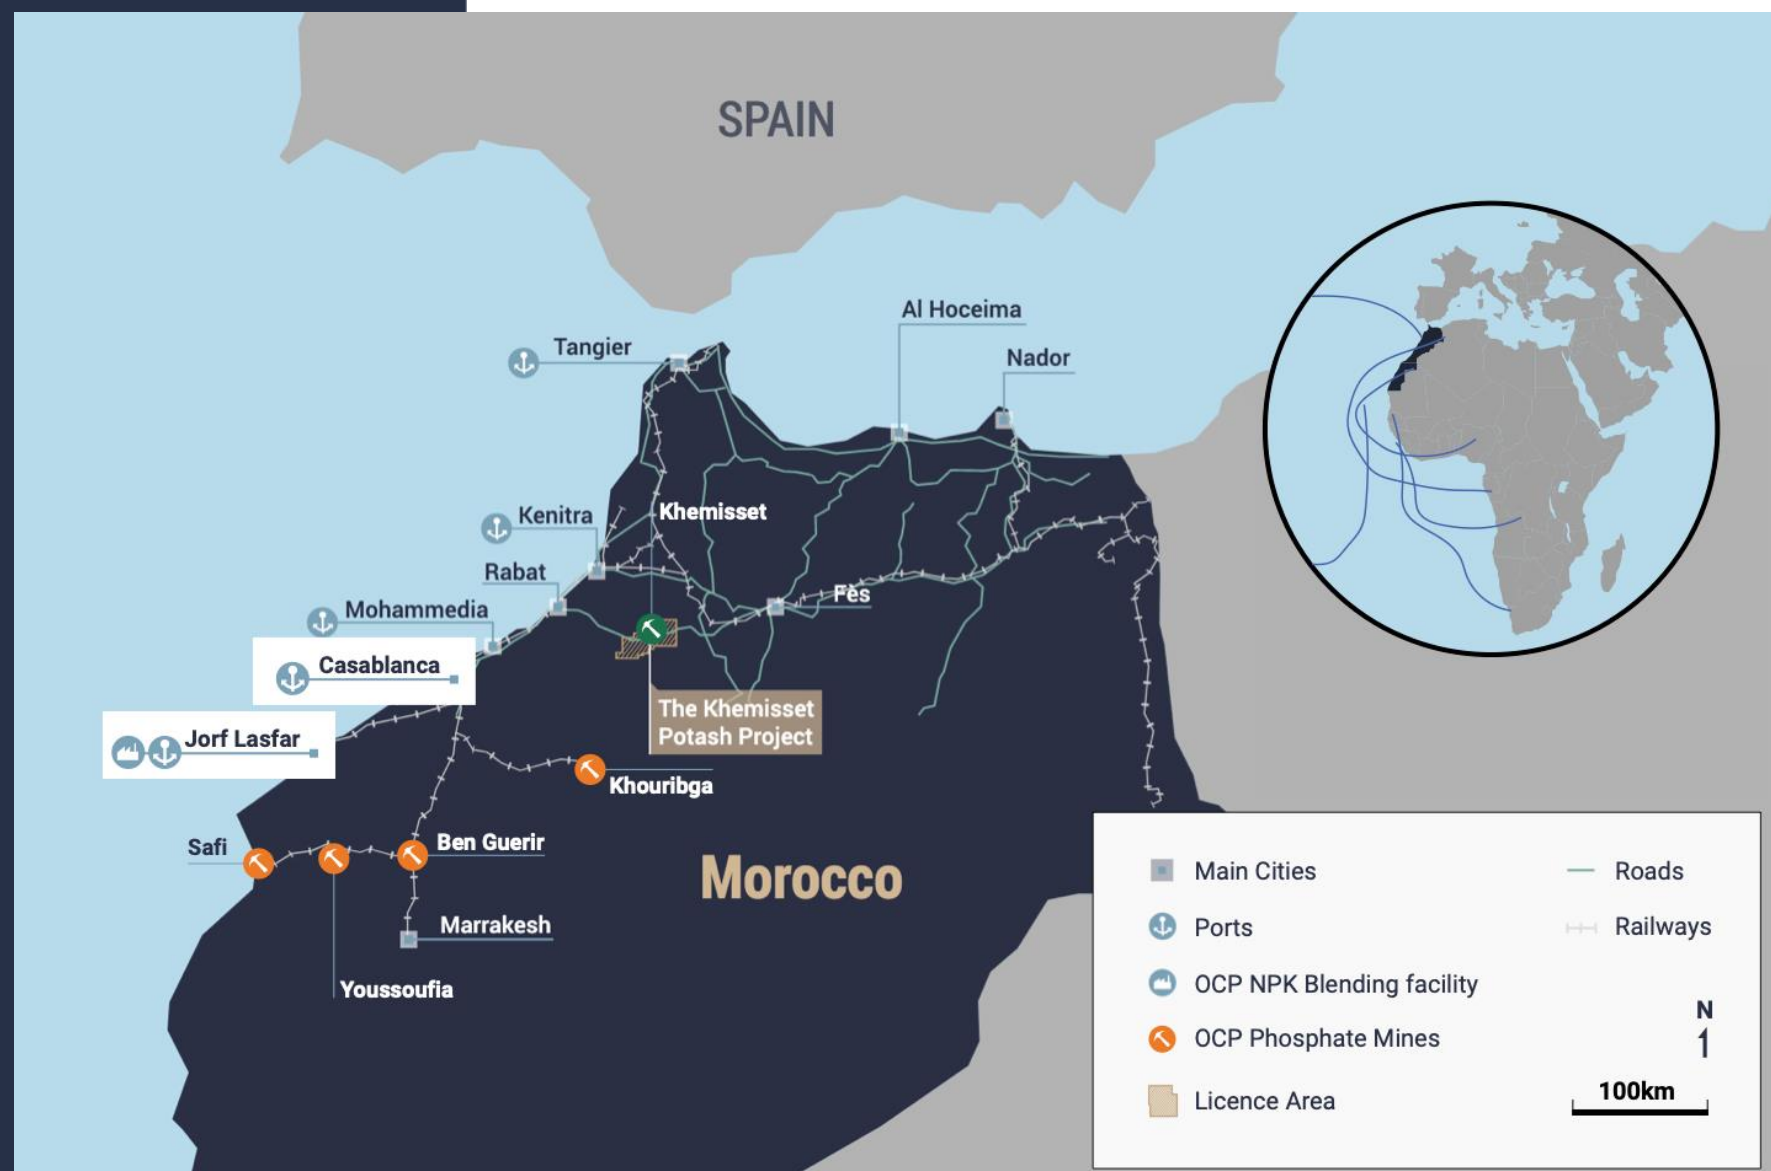 SPAIN
Al Hoceima
Tangier
Nador
Khemisset
Kenitra
Rabat
Fès
Mohammedia
Casablanca
The Khemisset
Potash Project
Jorf Lasfar
Khouribga
Ben Guerir
Safi
Morocco
Marrakesh
Youssoufia
Main Cities
Roads
Ports
Railways
OCP NPK Blending facility
N
OCP Phosphate Mines
100km
Licence Area